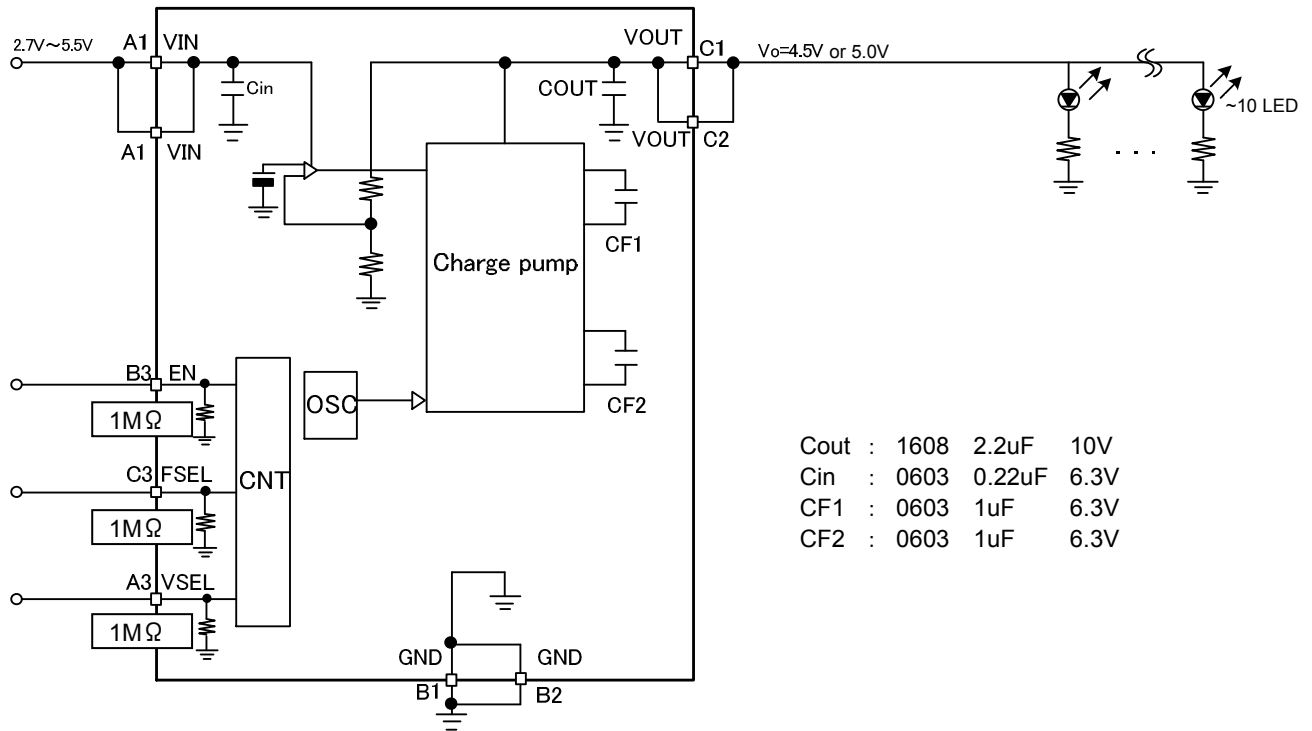 2.7V～5.5V
A1 VIN
Cin
A1 VIN
VOUT C1
Vo=4.5V or 5.0V
COUT
VOUT C2
~10 LED
. . .
CF1
Charge pump
CF2
B3 EN
1MΩ
OSC
C3 FSEL
CNT
1MΩ
A3 VSEL
1MΩ
GND GND
B1 B2
Cout : 1608 2.2uF 10V
Cin : 0603 0.22uF 6.3V
CF1 : 0603 1uF 6.3V
CF2 : 0603 1uF 6.3V